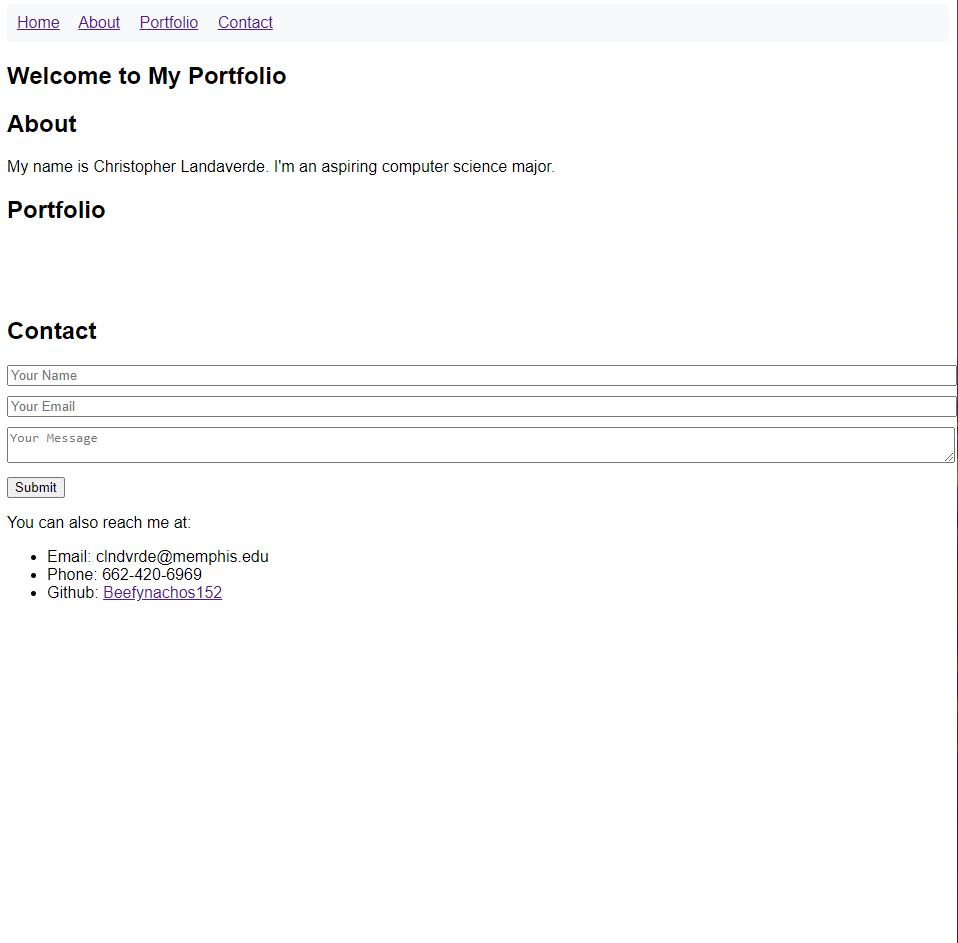 Home About Portfolio Contact
Welcome to My Portfolio
About
My name is Christopher Landaverde. I'm an aspiring computer science major.
Portfolio
Contact
Your Name
Your Email
Your Message
Submit
You can also reach me at:
Email: clndvrde@memphis.edu
Phone: 662-420-6969
Github: Beefynachos152